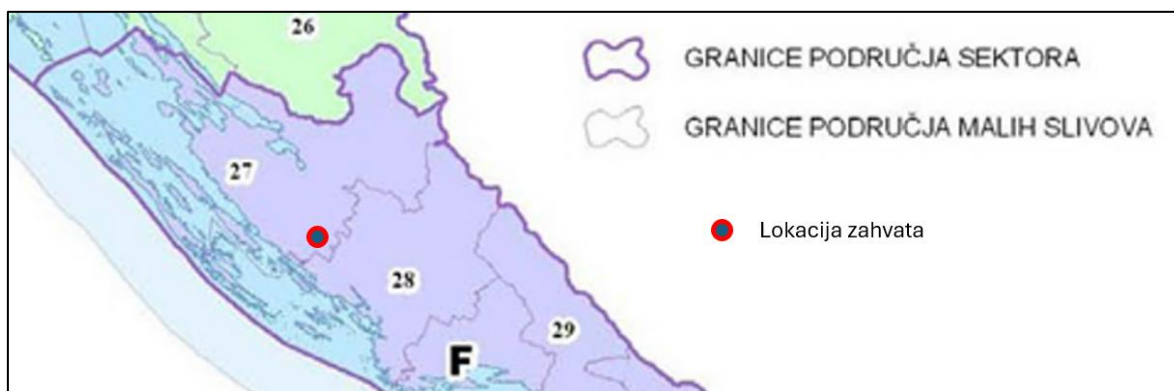 26
GRANICE PODRUČJA SEKTORA
GRANICE PODRUČJA MALIH SLIVOVA
27
Lokacija zahvata
28
29
F